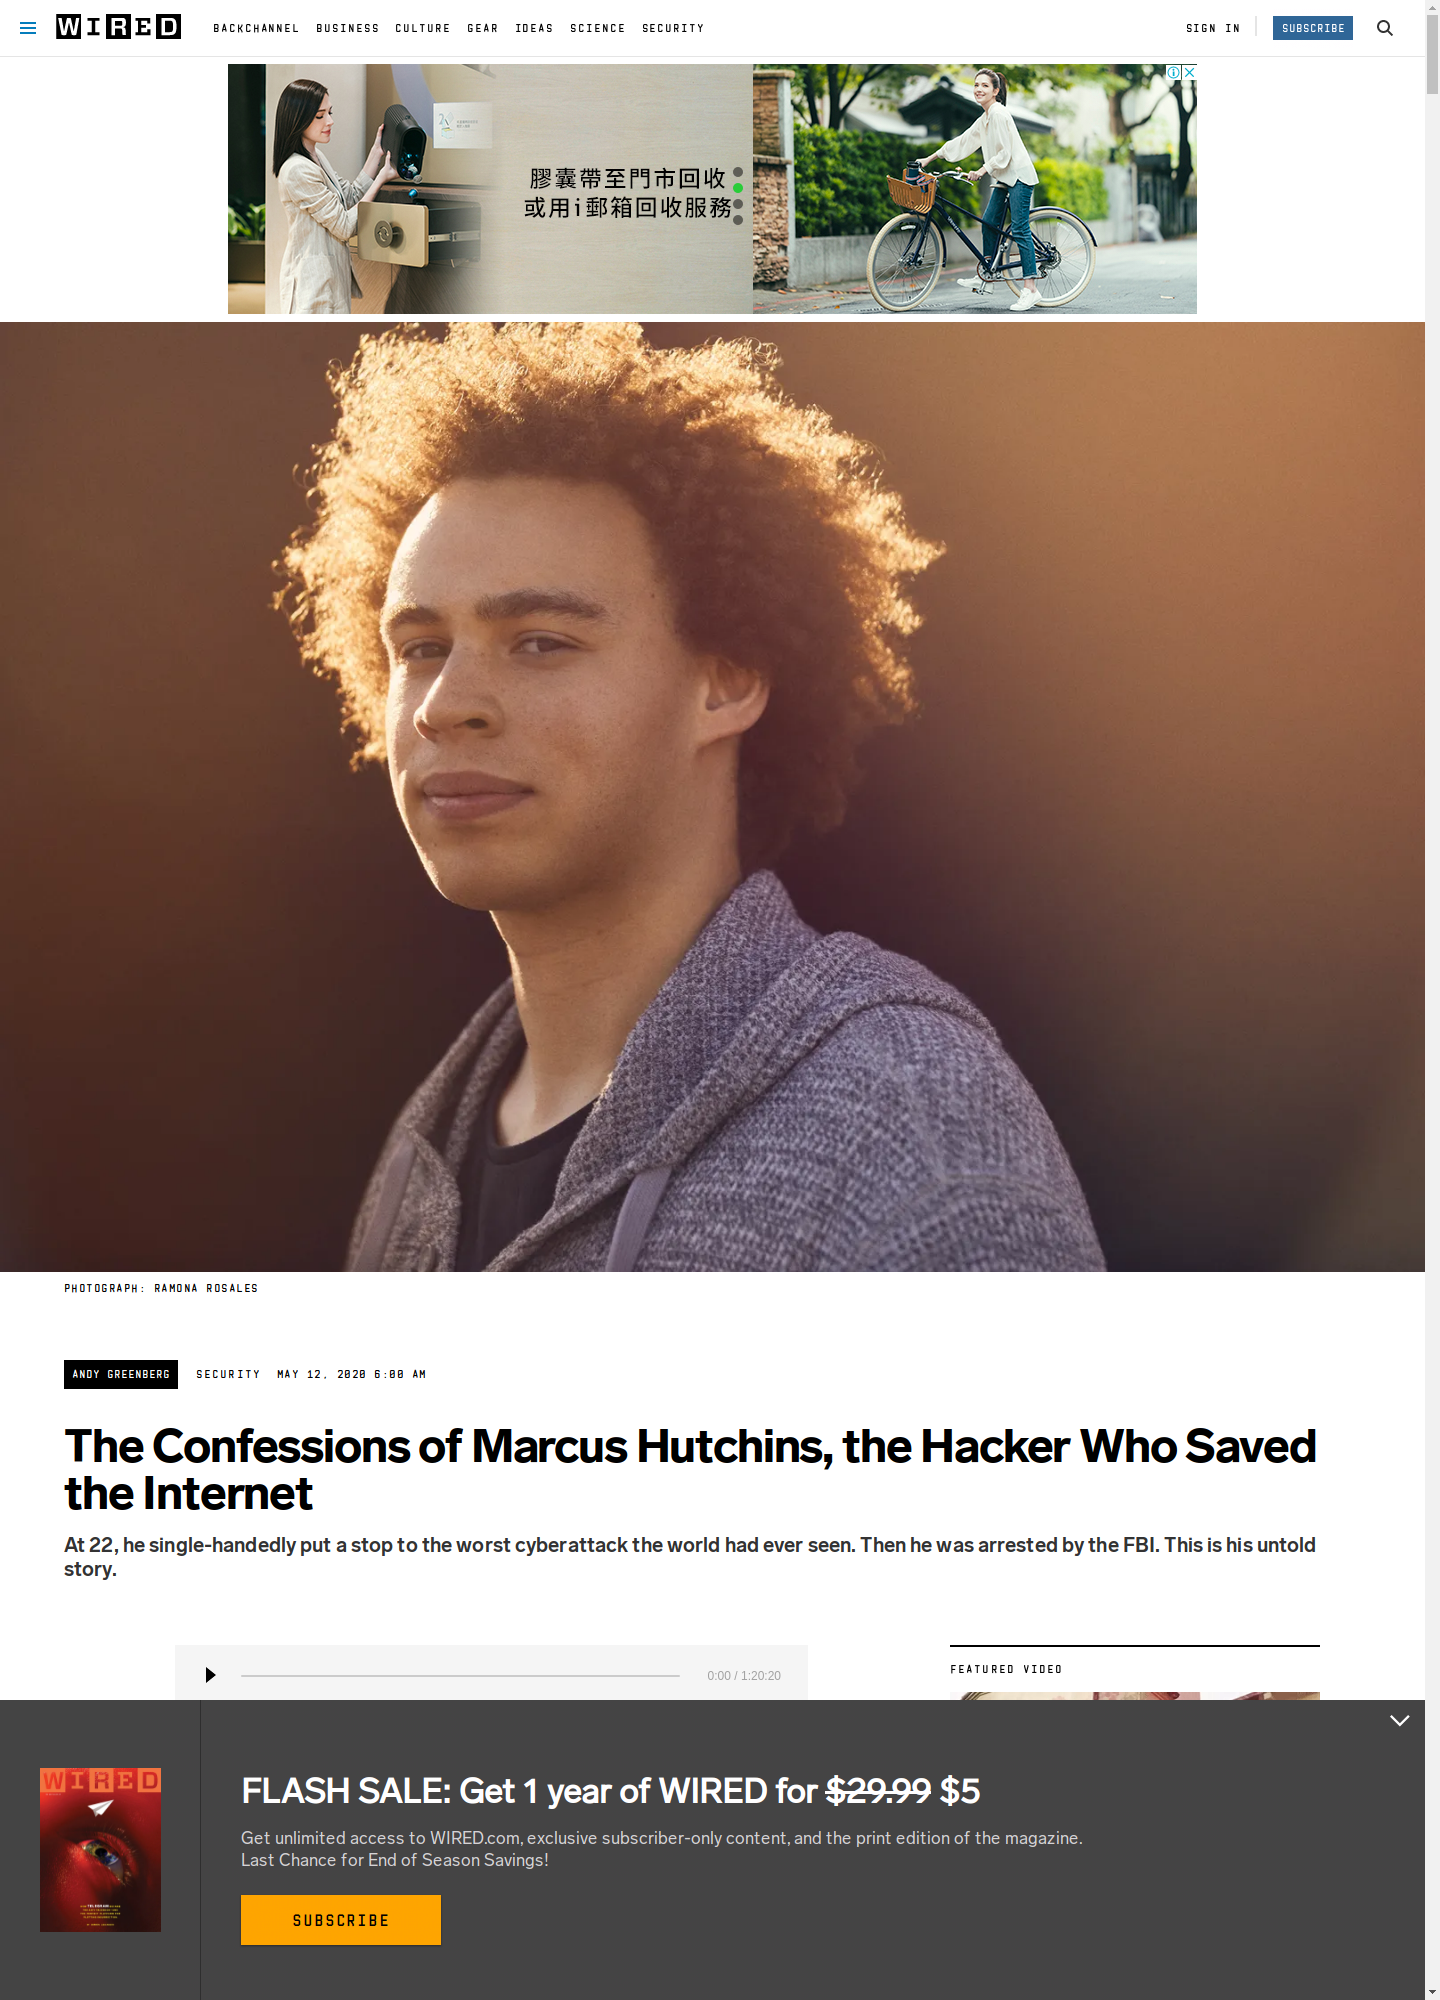 WIRED
BACKCHANNEL BUSINESS CULTURE GEAR IDEAS SCIENCE SECURITY
SIGN IN
SUBSCRIBE
膠囊帶至門市回收
或用i郵箱回收服務
PHOTOGRAPH: RAMONA ROSALES
ANDY GREENBERG
SECURITY
MAY 12, 2020 6:00 AM
The Confessions of Marcus Hutchins, the Hacker Who Saved
the Internet
At 22, he single-handedly put a stop to the worst cyberattack the world had ever seen. Then he was arrested by the FBI. This is his untold
story.
0:00 / 1:20:20
FEATURED VIDEO
WIRED
FLASH SALE: Get 1 year of WIRED for $29.99 $5
Get unlimited access to WIRED.com, exclusive subscriber-only content, and the print edition of the magazine.
Last Chance for End of Season Savings!
SUBSCRIBE